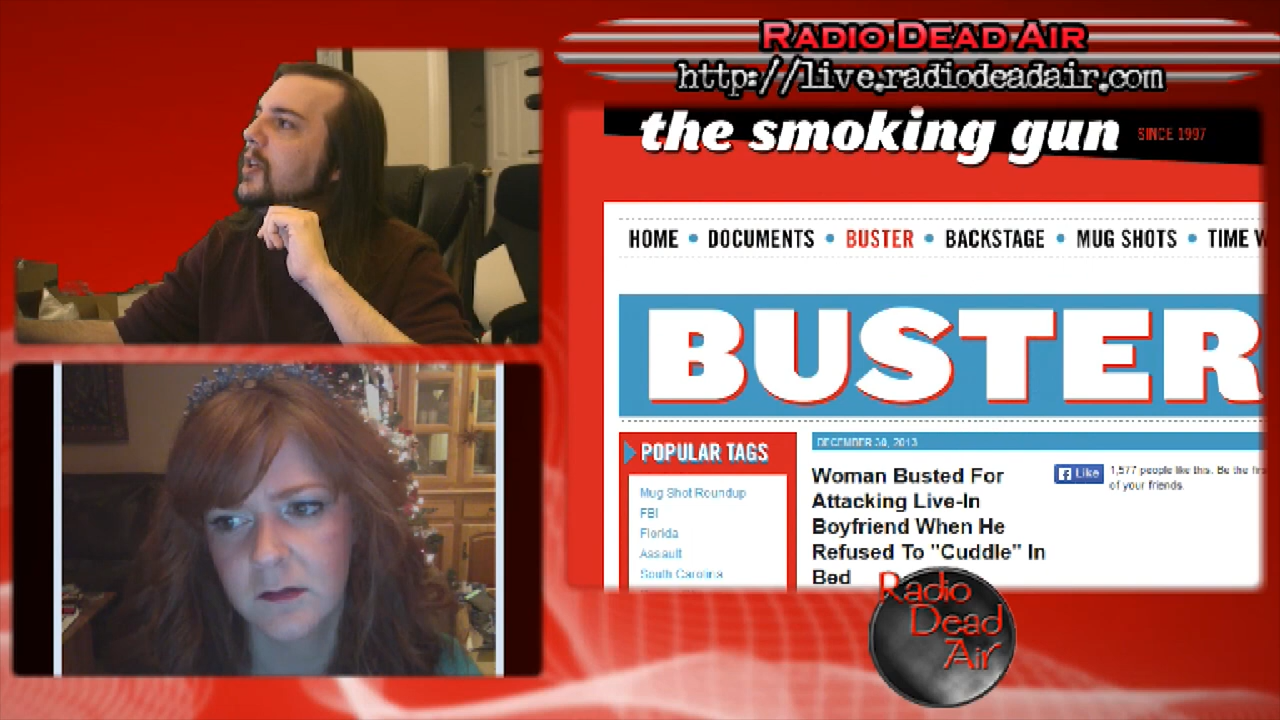 Radio Dead Air
http://live.radiodeadair.com
the smoking gun SINCE 1997
HOME • DOCUMENTS • BUSTER • BACKSTAGE • MUG SHOTS • TIME W
BUSTER
POPULAR TAGS
Mug Shot Roundup
FBI
Florida
Assault
South Carolina
DECEMBER 30, 2013
Woman Busted For
Attacking Live-In
Boyfriend When He
Refused To "Cuddle" In
Bed
Like
1,577 people like this. Be the firs
of your friends.
Radio
Dead
Air